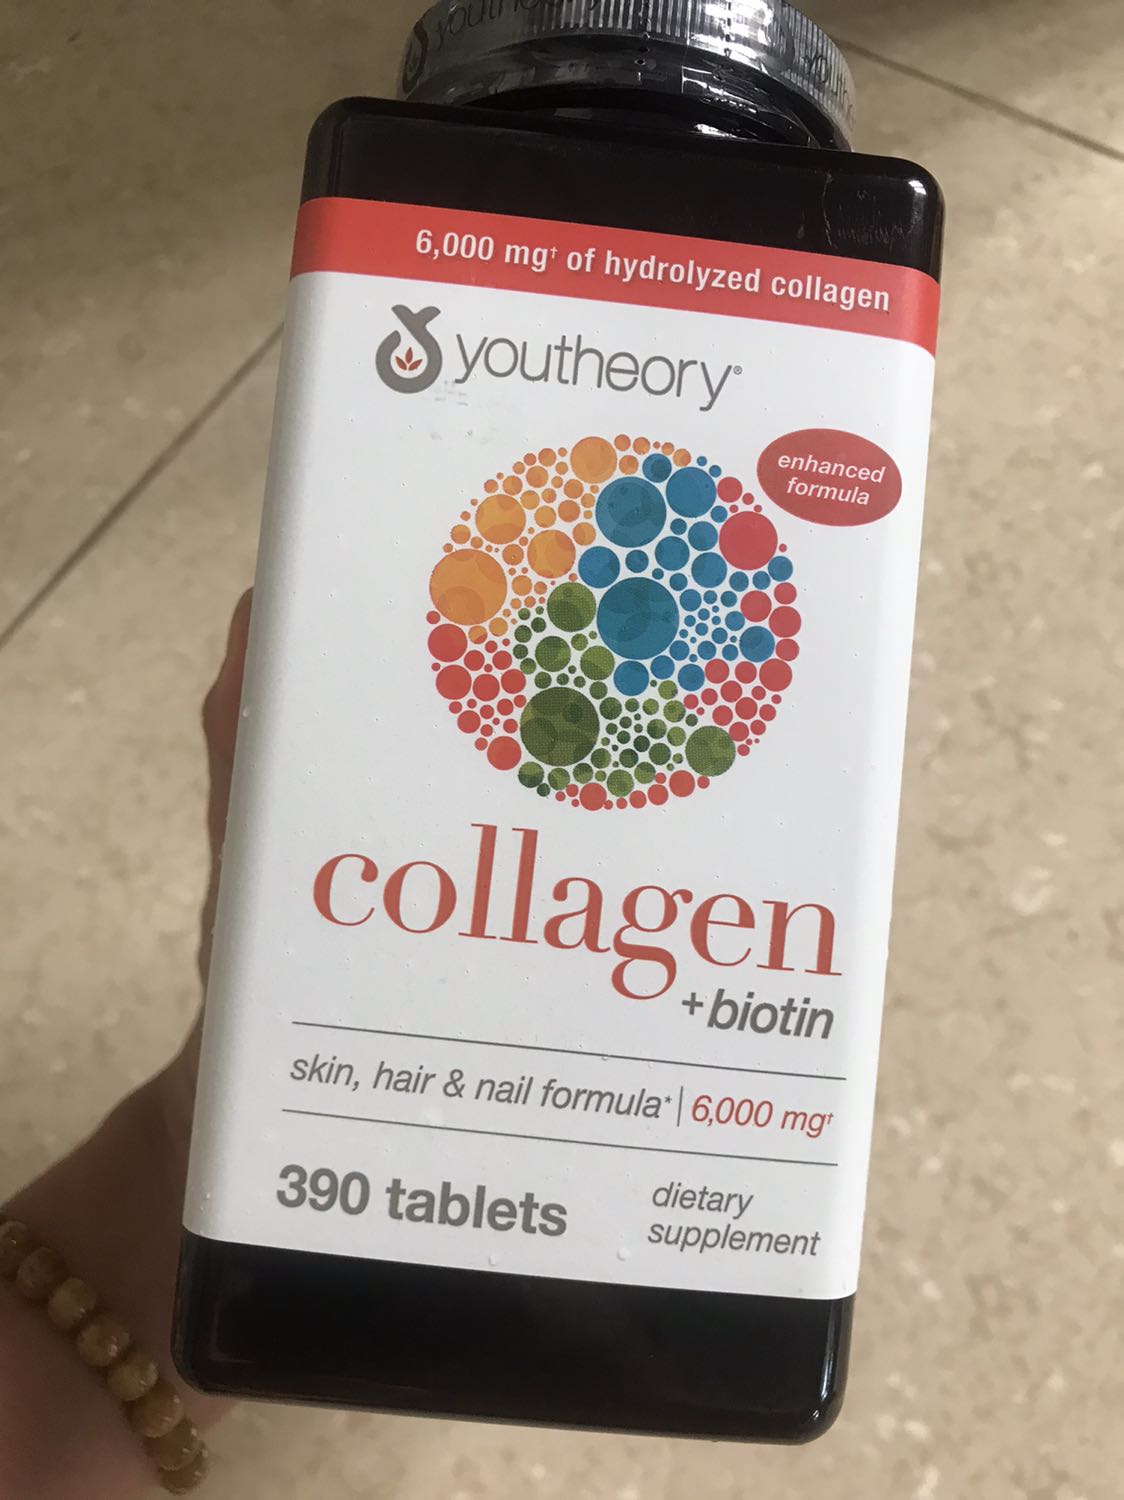 youtheory
6,000 mg† of hydrolyzed collagen
youtheory®
enhanced
formula
collagen
+biotin
skin, hair & nail formula* | 6,000 mg†
390 tablets
dietary
supplement